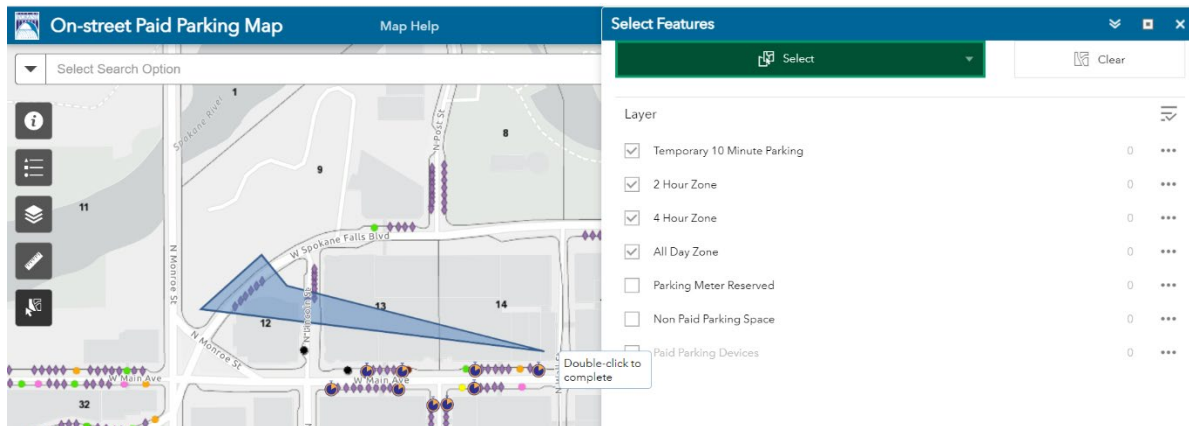 On-street Paid Parking Map
Map Help
Select Search Option
Select Features
Select
Clear
Layer
Temporary 10 Minute Parking
0
2 Hour Zone
0
4 Hour Zone
0
All Day Zone
0
Parking Meter Reserved
0
Non Paid Parking Space
0
Paid Parking Devices
0
Double-click to
complete
1
Spokane River
N Post St
8
9
11
W Spokane Falls Blvd
N Monroe St
N Lincoln St
13
14
12
N Monroe St
W Main Ave
W Main Ave
N Wall St
32